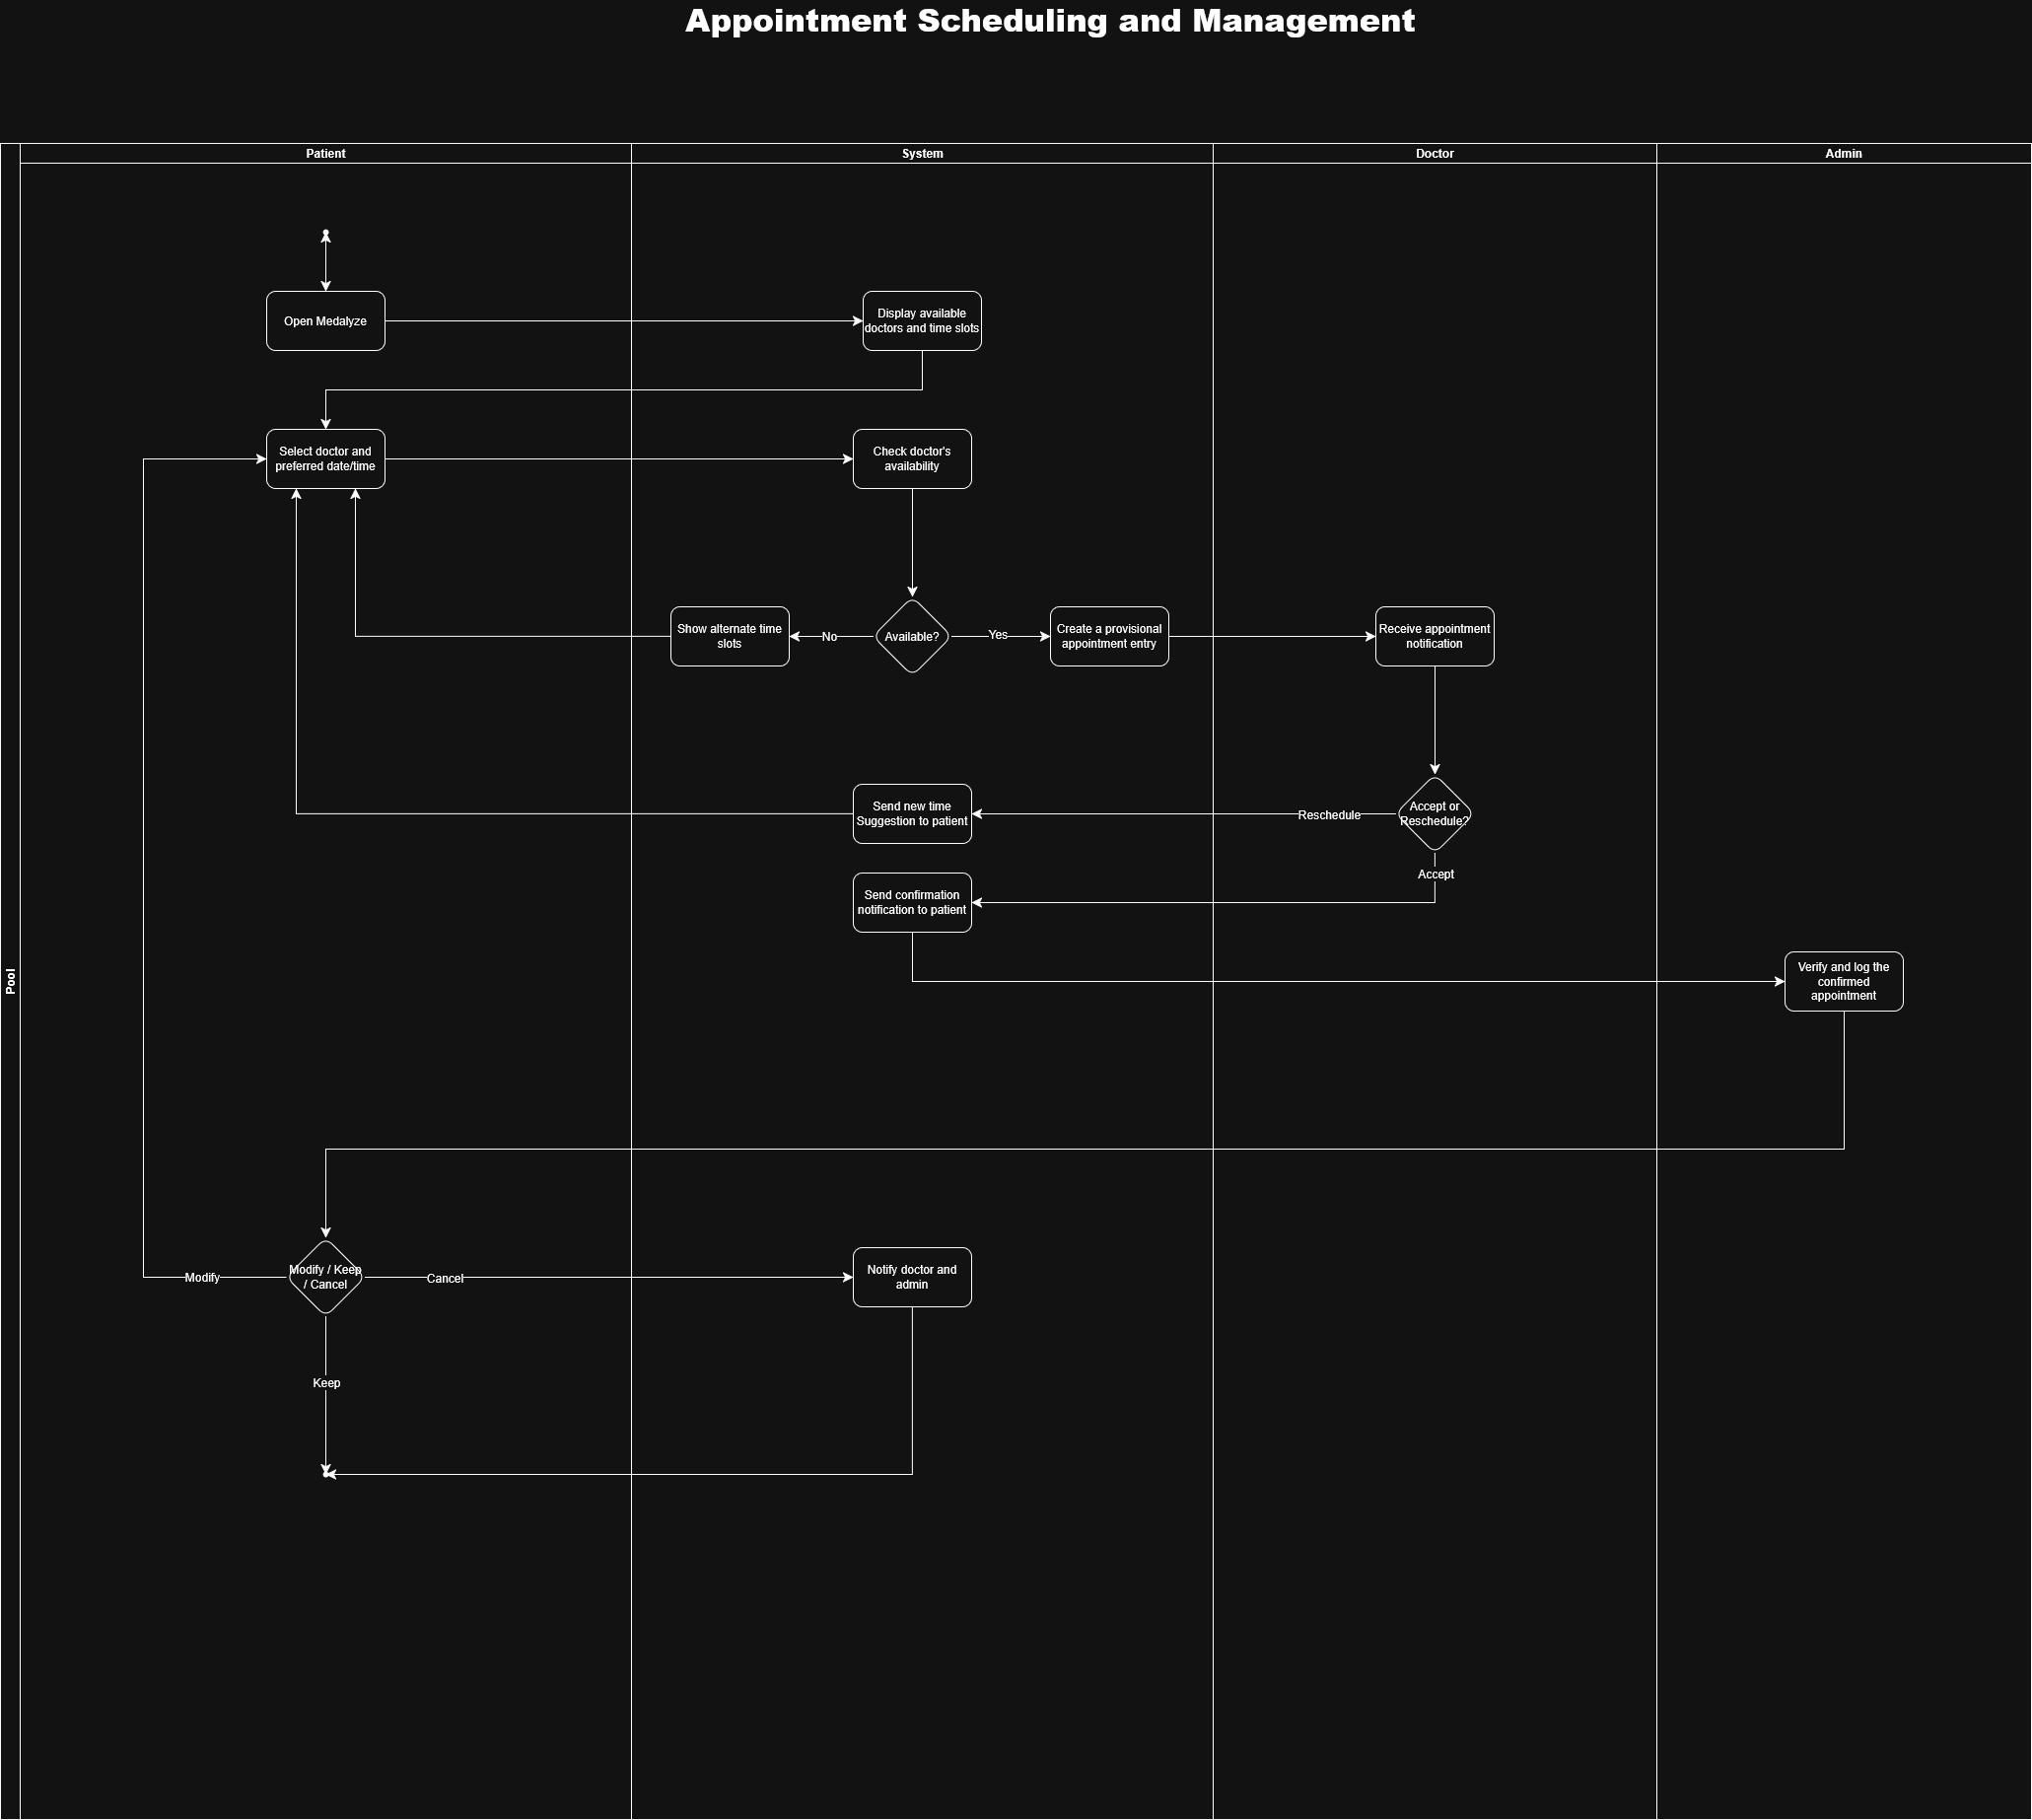 Appointment Scheduling and Management
Pool
Patient
System
Doctor
Admin
Open Medalyze
Display available
doctors and time slots
Select doctor and
preferred date/time
Check doctor's
availability
Show alternate time
slots
No
Available?
Yes
Create a provisional
appointment entry
Receive appointment
notification
Send new time
Suggestion to patient
Reschedule
Accept or
Reschedule?
Accept
Send confirmation
notification to patient
Verify and log the
confirmed
appointment
Modify
Modify / Keep
/ Cancel
Cancel
Notify doctor and
admin
Keep